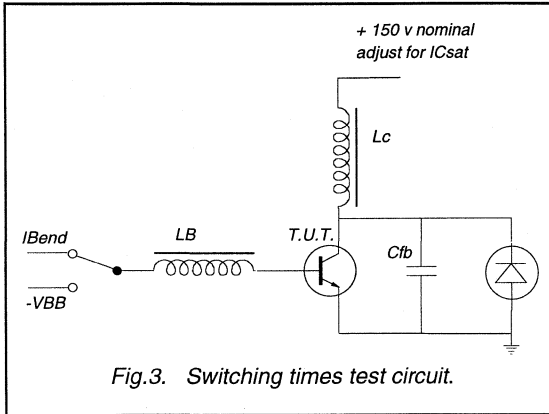 + 150 v nominal
adjust for ICsat
Lc
IBend
LB
T.U.T.
Cfb
-VBB
Fig.3. Switching times test circuit.